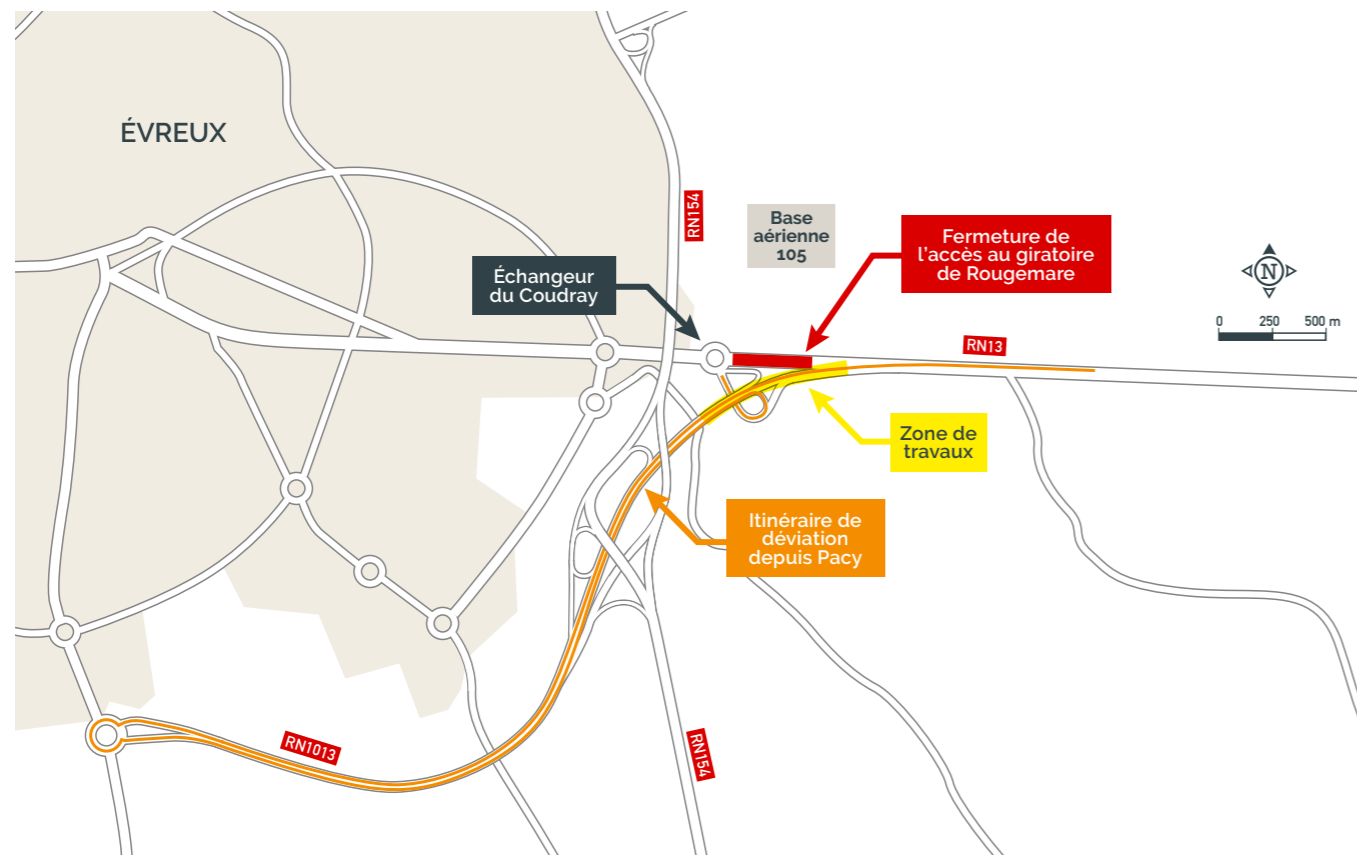 ÉVREUX
RN154
Base
aérienne
105
Fermeture de
l'accès au giratoire
de Rougemare
Échangeur
du Coudray
N
0 250 500 m
RN13
Zone de
travaux
Itinéraire de
déviation
depuis Pacy
RN1013
RN154